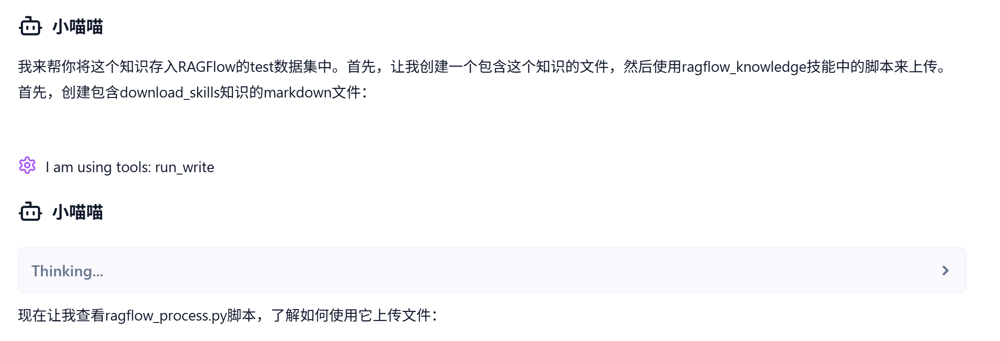 小喵喵
我来帮你将这个知识存入RAGFlow的test数据集中。首先，让我创建一个包含这个知识的文件，然后使用ragflow_knowledge技能中的脚本来上传。
首先，创建包含download_skills知识的markdown文件：
I am using tools: run_write
小喵喵
Thinking...
现在让我查看ragflow_process.py脚本，了解如何使用它上传文件：